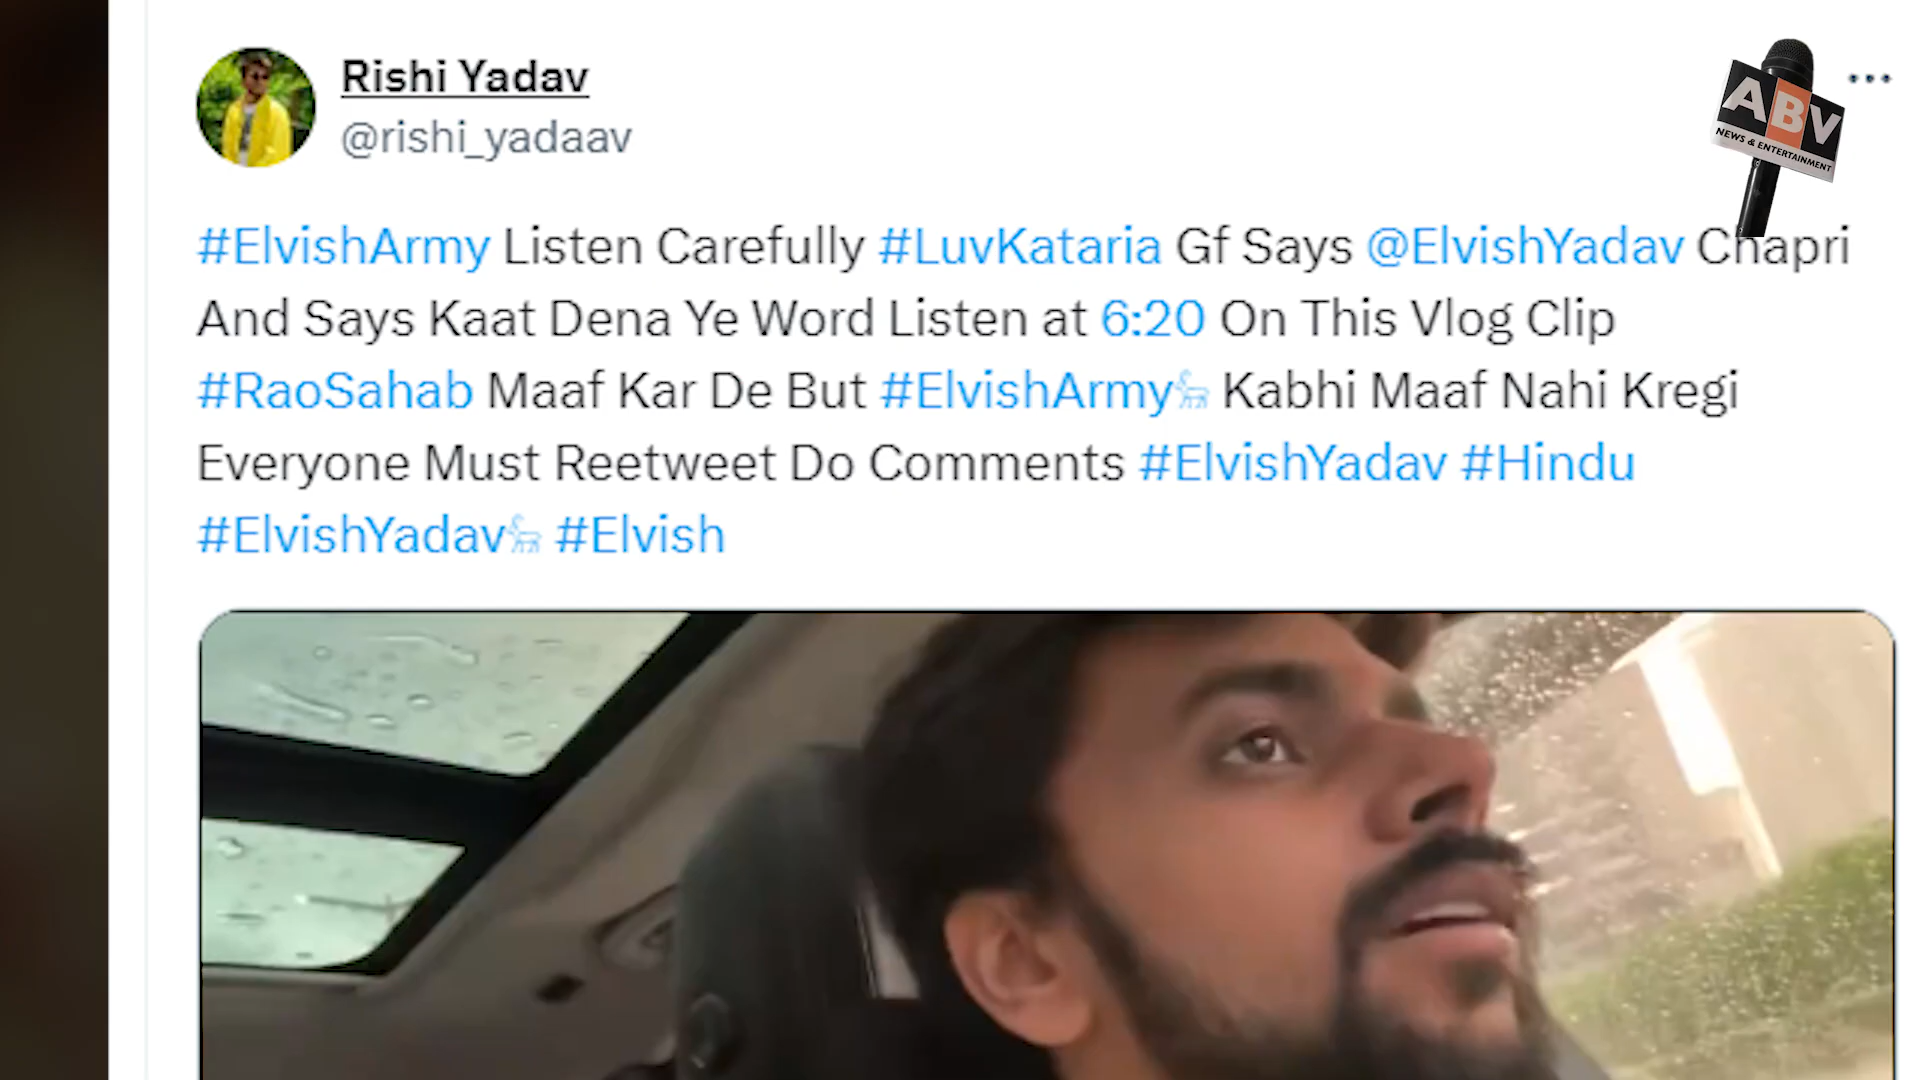 Rishi Yadav
@rishi_yadaav
ABV
NEWS & ENTERTAINMENT
#ElvishArmy Listen Carefully #LuvKataria Gf Says @ElvishYadav Chapri
And Says Kaat Dena Ye Word Listen at 6:20 On This Vlog Clip
#RaoSahab Maaf Kar De But #ElvishArmy🐐 Kabhi Maaf Nahi Kregi
Everyone Must Reetweet Do Comments #ElvishYadav #Hindu
#ElvishYadav🐐 #Elvish